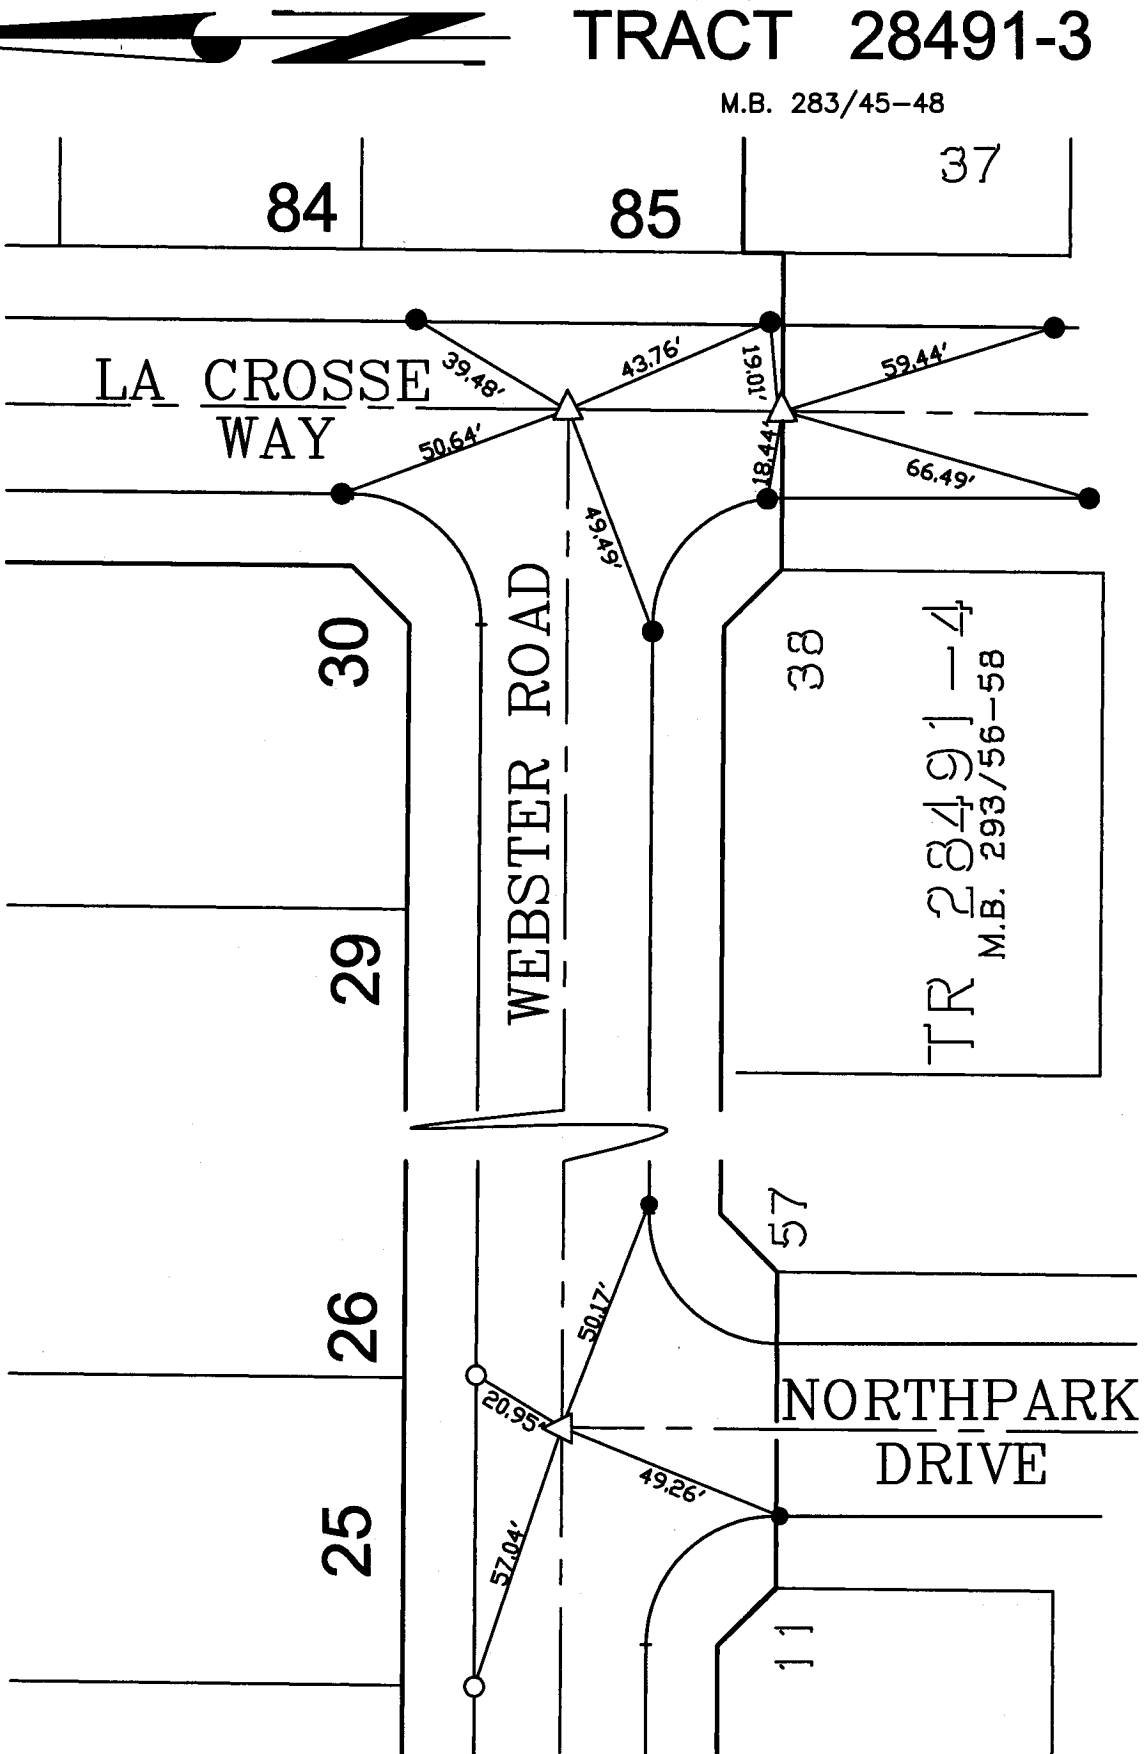 N
TRACT 28491-3
M.B. 283/45-48
37
84
85
39.48'
43.76'
19.01'
59.44'
LA CROSSE
WAY
50.64'
18.44'
66.49'
49.49'
30
WEBSTER ROAD
38
TR 28491-4
M.B. 293/56-58
29
57
26
50.17'
20.95'
NORTHPARK
DRIVE
49.26'
25
57.04'
11